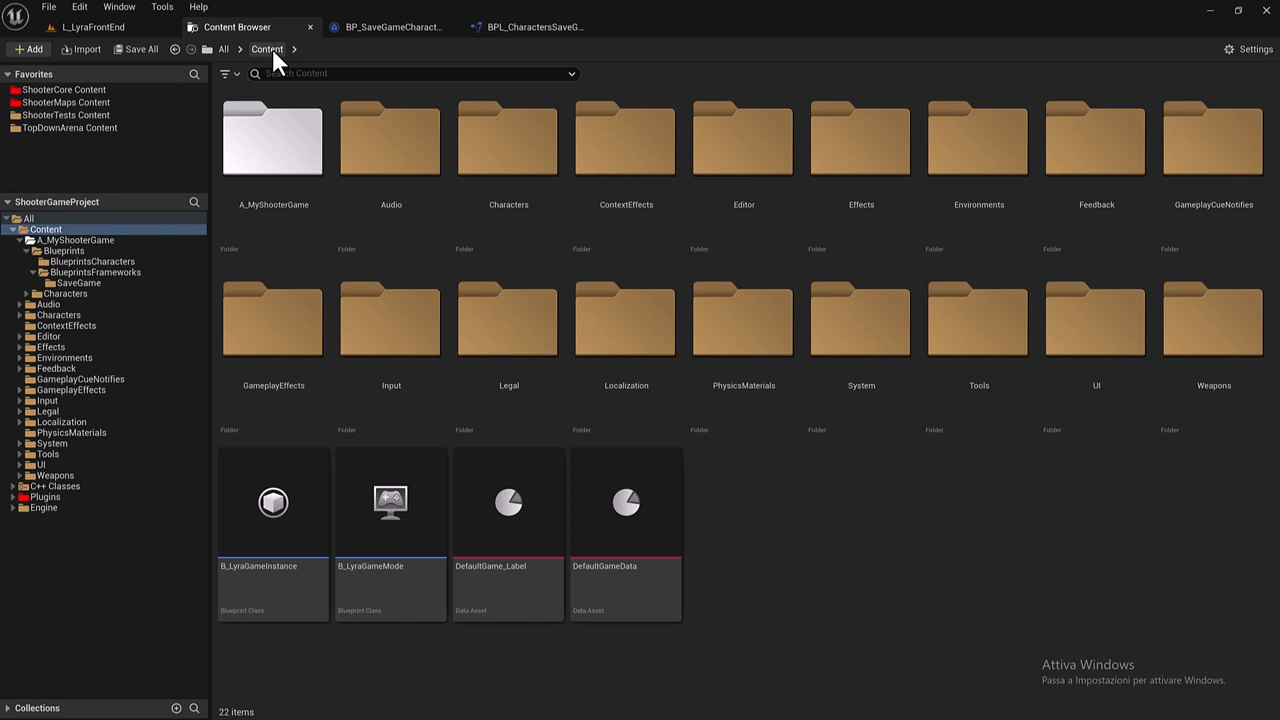 File Edit Window Tools Help
L_LyraFrontEnd Content Browser BP_SaveGameCharact... BPL_CharactersSaveG...
Add Import Save All All Content Settings
Favorites
Search Content
ShooterCore Content
ShooterMaps Content
ShooterTests Content
TopDownArena Content
ShooterGameProject
All
Content
A_MyShooterGame
Blueprints
BlueprintsCharacters
BlueprintsFrameworks
SaveGame
Characters
Audio
Characters
ContextEffects
Editor
Effects
Environments
Feedback
GameplayCueNotifies
GameplayEffects
Input
Legal
Localization
PhysicsMaterials
System
Tools
UI
Weapons
C++ Classes
Plugins
Engine
Collections
A_MyShooterGame Audio Characters ContextEffects Editor Effects Environments Feedback GameplayCueNotifies
Folder Folder Folder Folder Folder Folder Folder Folder Folder
GameplayEffects Input Legal Localization PhysicsMaterials System Tools UI Weapons
Folder Folder Folder Folder Folder Folder Folder Folder Folder
B_LyraGameInstance B_LyraGameMode DefaultGame_Label DefaultGameData
Blueprint Class Blueprint Class Data Asset Data Asset
Attiva Windows
Passa a Impostazioni per attivare Windows.
22 items